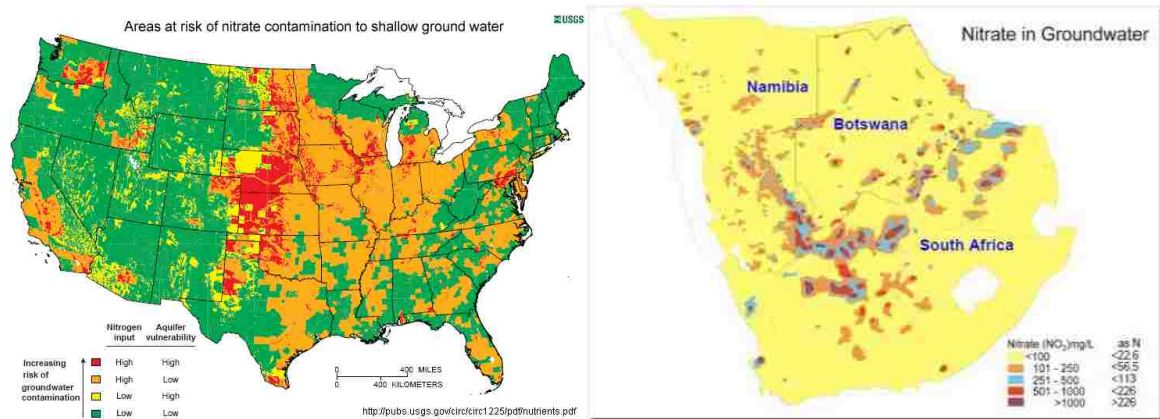 USGS
Areas at risk of nitrate contamination to shallow ground water
Nitrogen input
Aquifer vulnerability
Increasing risk of groundwater contamination
High High
High Low
Low High
Low Low
0 400 MILES
0 400 KILOMETERS
http://pubs.usgs.gov/circ/circ1225/pdf/nutrients.pdf
Nitrate in Groundwater
Namibia
Botswana
South Africa
Nitrate (NO3)mg/L as N
<100 <22.6
101 - 250 <56.5
251 - 500 <113
501 - 1000 <226
>1000 >226